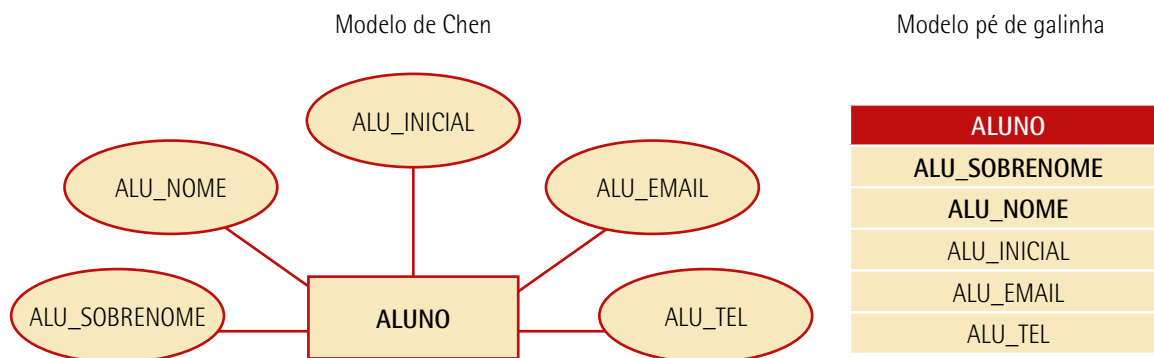 Modelo de Chen
ALU_INICIAL
ALU_NOME
ALU_EMAIL
ALU_SOBRENOME
ALUNO
ALU_TEL
Modelo pé de galinha
ALUNO
ALU_SOBRENOME
ALU_NOME
ALU_INICIAL
ALU_EMAIL
ALU_TEL